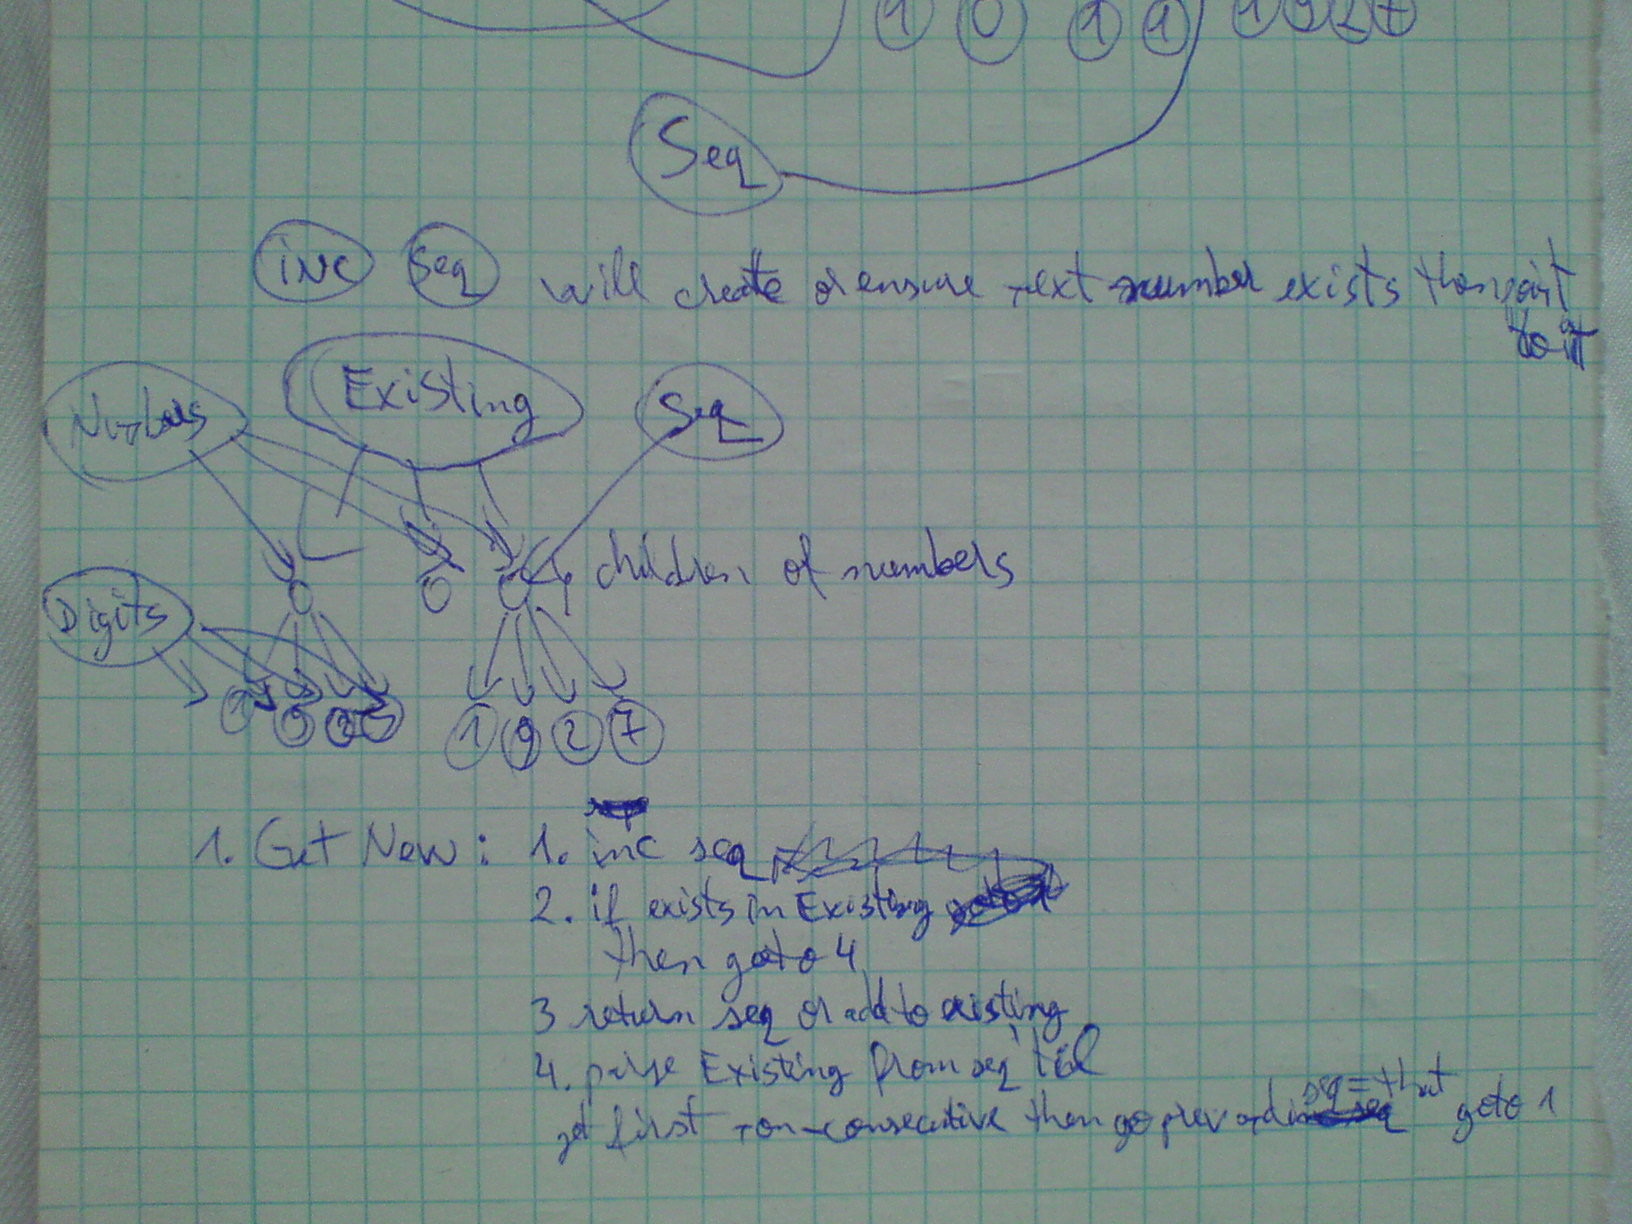 1 0 1 1 1 9 2 7
Seq
inc Seq will create or ensure next number exists then point
to it
Numbers Existing Seq
children of numbers
Digits
1 9 2 7
1. Get New: 1. inc seq
2. if exists in Existing
then goto 4
3 return seq or add to existing
4. parse Existing from seq till
get first non-consecutive then go prev and seq = that goto 1